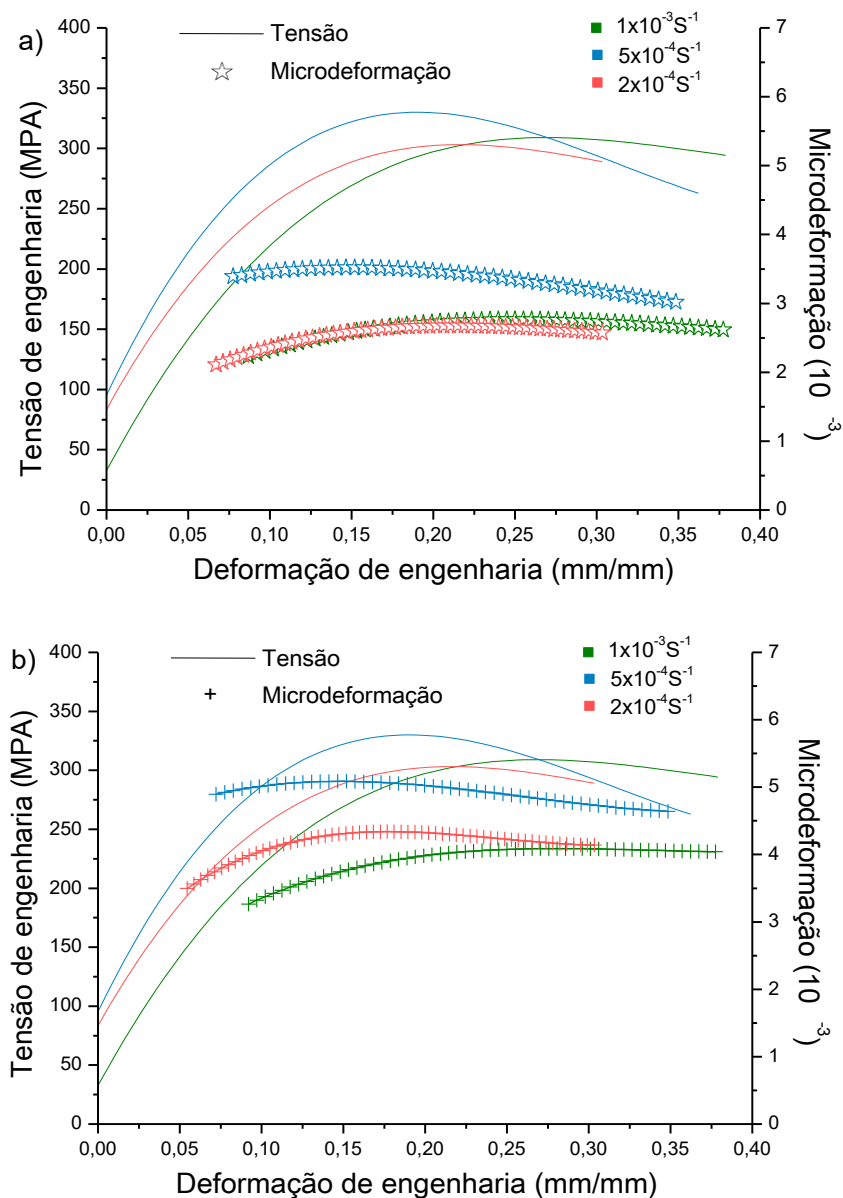 a)
Tensão
Microdeformação
1x10⁻³S⁻¹
5x10⁻⁴S⁻¹
2x10⁻⁴S⁻¹
400
350
300
250
200
150
100
50
0
Tensão de engenharia (MPA)
7
6
5
4
3
2
1
0
Microdeformação (10⁻³)
0,00 0,05 0,10 0,15 0,20 0,25 0,30 0,35 0,40
Deformação de engenharia (mm/mm)
b)
Tensão
Microdeformação
1x10⁻³S⁻¹
5x10⁻⁴S⁻¹
2x10⁻⁴S⁻¹
400
350
300
250
200
150
100
50
0
Tensão de engenharia (MPA)
7
6
5
4
3
2
1
0
Microdeformação (10⁻³)
0,00 0,05 0,10 0,15 0,20 0,25 0,30 0,35 0,40
Deformação de engenharia (mm/mm)